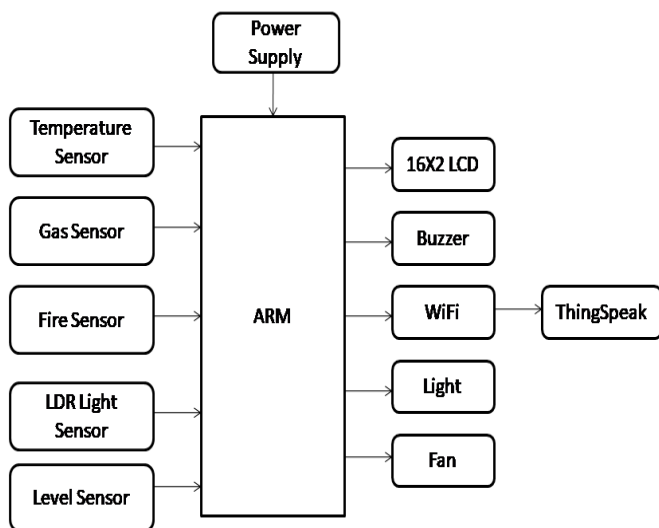 Power
Supply
Temperature
Sensor
Gas Sensor
Fire Sensor
LDR Light
Sensor
Level Sensor
ARM
16X2 LCD
Buzzer
WiFi
ThingSpeak
Light
Fan